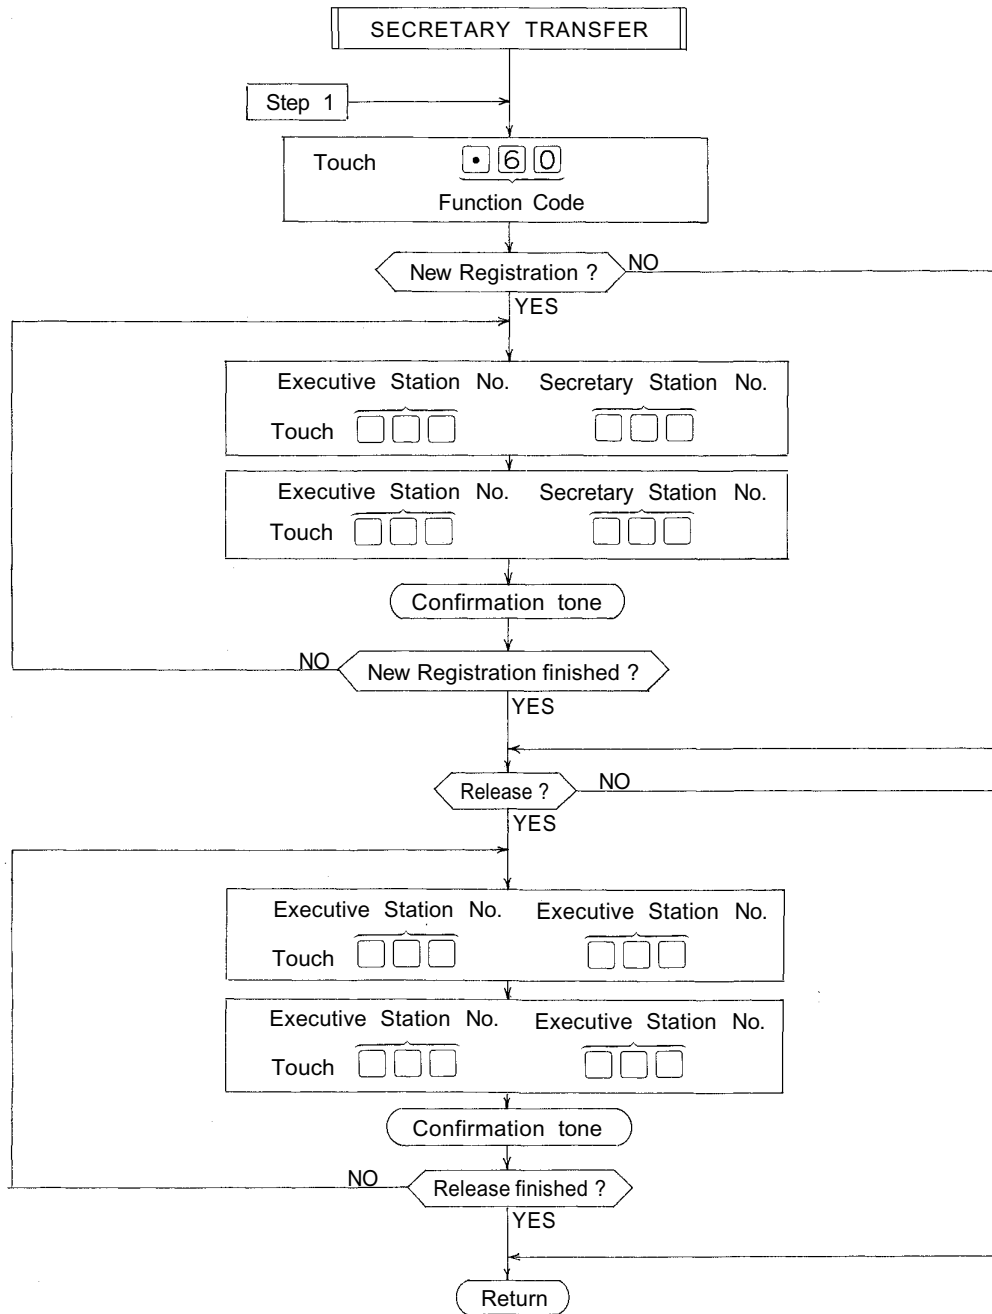 SECRETARY TRANSFER
Step 1
Touch • 6 0
Function Code
New Registration ? NO
YES
Executive Station No. Secretary Station No.
Touch
Executive Station No. Secretary Station No.
Touch
Confirmation tone
NO New Registration finished ?
YES
Release ? NO
YES
Executive Station No. Executive Station No.
Touch
Executive Station No. Executive Station No.
Touch
Confirmation tone
NO Release finished ?
YES
Return